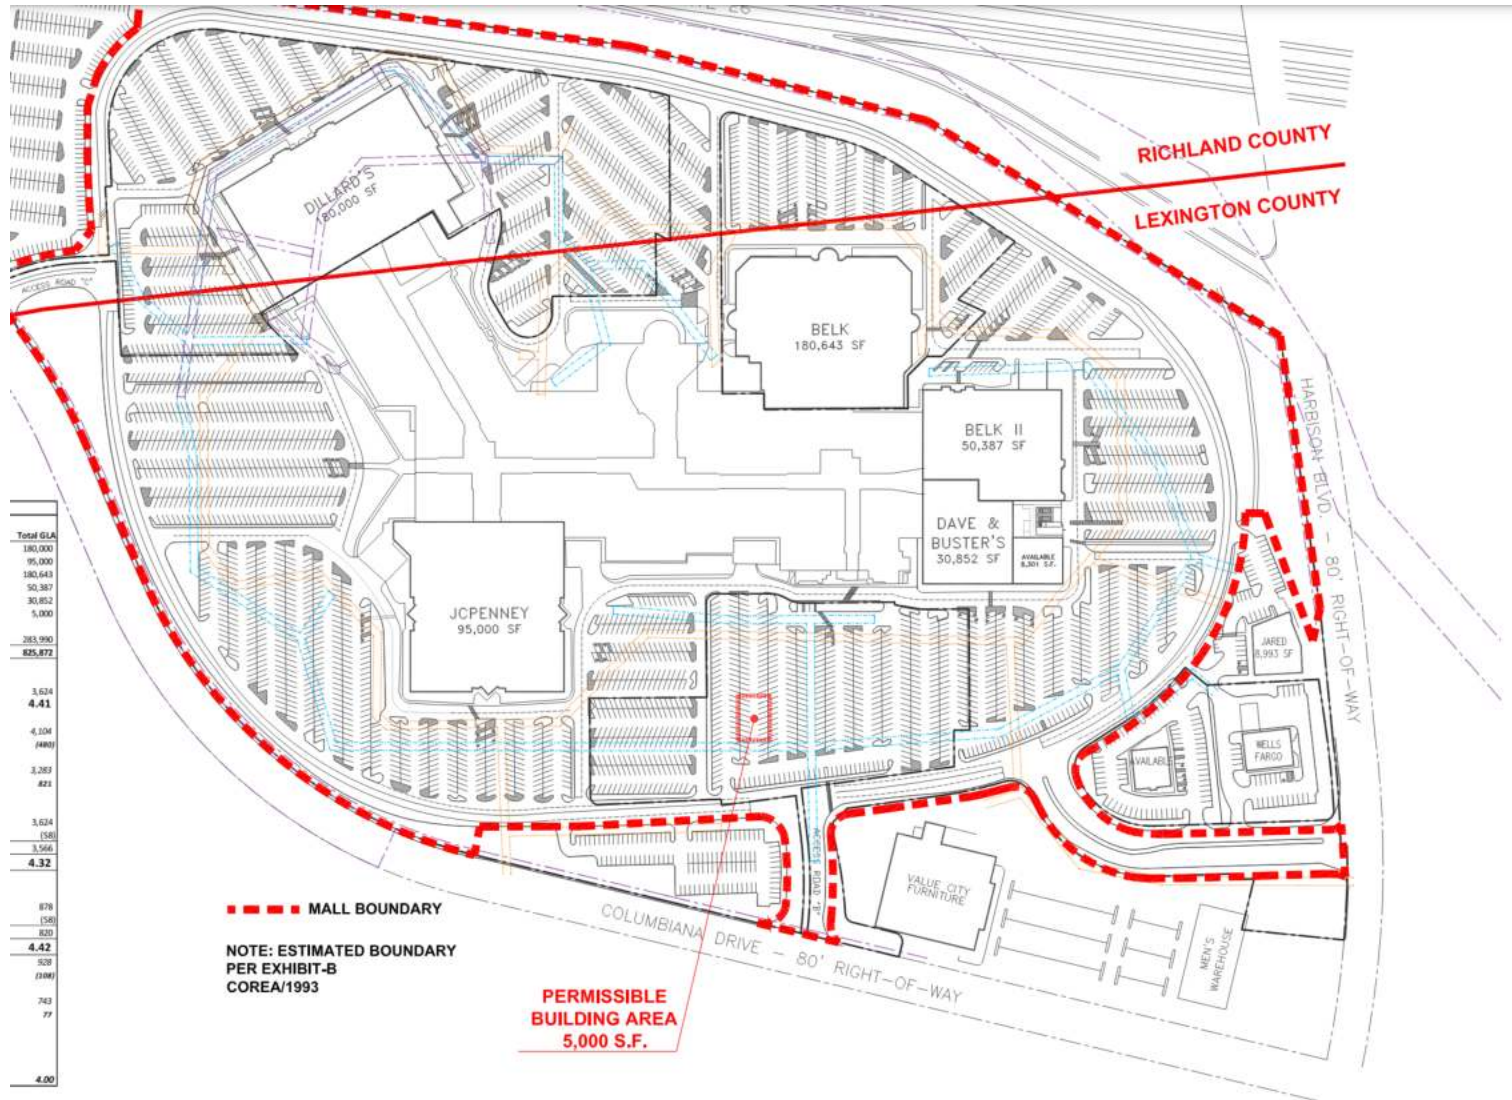 RTE 26
RICHLAND COUNTY
LEXINGTON COUNTY
DILLARD'S
80,000 SF
ACCESS ROAD "C"
BELK
180,643 SF
HARBISON BLVD. - 80' RIGHT-OF-WAY
BELK II
50,387 SF
DAVE &
BUSTER'S
30,852 SF
AVAILABLE
8,301 S.F.
JCPENNEY
95,000 SF
JARED
8,993 SF
WELLS
FARGO
AVAILABLE
VALUE CITY
FURNITURE
MEN'S
WAREHOUSE
ACCESS ROAD "B"
COLUMBIANA DRIVE - 80' RIGHT-OF-WAY
Total GLA
180,000
95,000
180,643
50,387
30,852
5,000
283,990
825,872
3,624
4.41
4,104
(480)
3,283
821
3,624
(58)
3,566
4.32
878
(58)
820
4.42
928
(108)
743
77
4.00
MALL BOUNDARY
NOTE: ESTIMATED BOUNDARY
PER EXHIBIT-B
COREA/1993
PERMISSIBLE
BUILDING AREA
5,000 S.F.